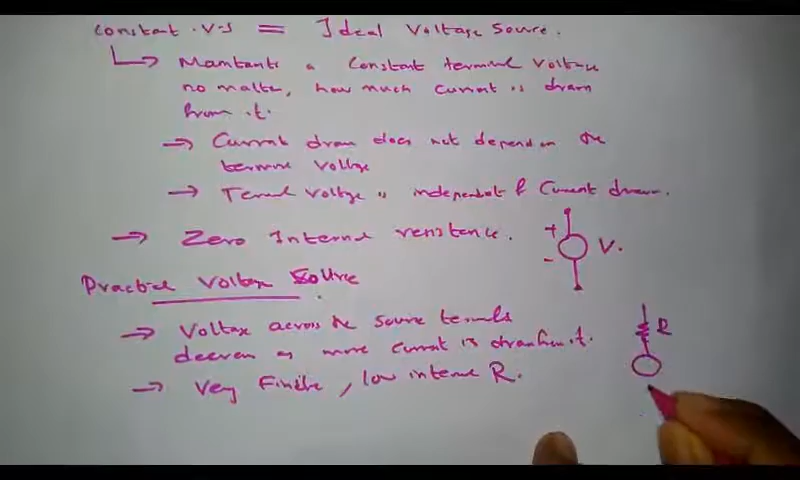 Constant .V.S = Ideal Voltage Source.
Maintants a Constant terminal Voltage
no matter, how much current is drawn
from it.
→ Current drawn does not depend on the
terminal voltage
→ Terminal Voltage is independent of Current drawn.
→ Zero Internal resistence.
+
- V.
Practical Voltage Source
→ Voltage across the source terminals
decreases as more current is drawn from it.
R
→ Very Finite, low internal R.